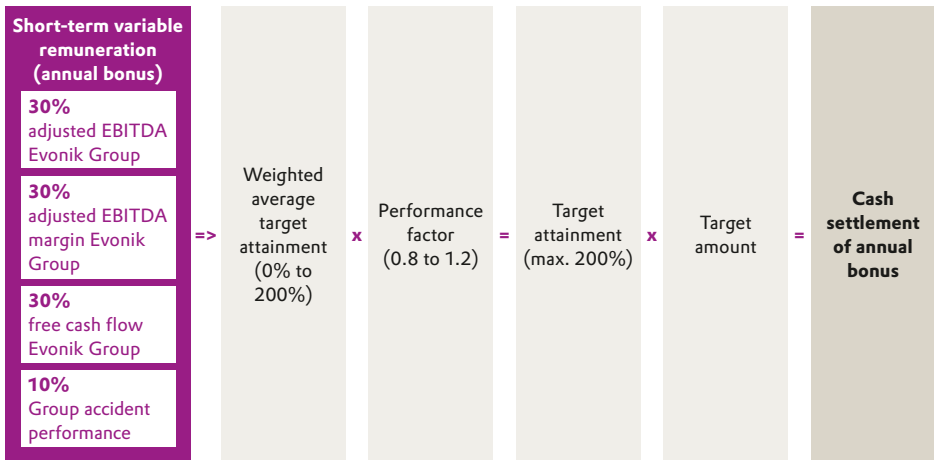 Short-term variable
remuneration
(annual bonus)
30%
adjusted EBITDA
Evonik Group
30%
adjusted EBITDA
margin Evonik
Group
30%
free cash flow
Evonik Group
10%
Group accident
performance
=>
Weighted
average
target
attainment
(0% to
200%)
x
Performance
factor
(0.8 to 1.2)
=
Target
attainment
(max. 200%)
x
Target
amount
=
Cash
settlement
of annual
bonus